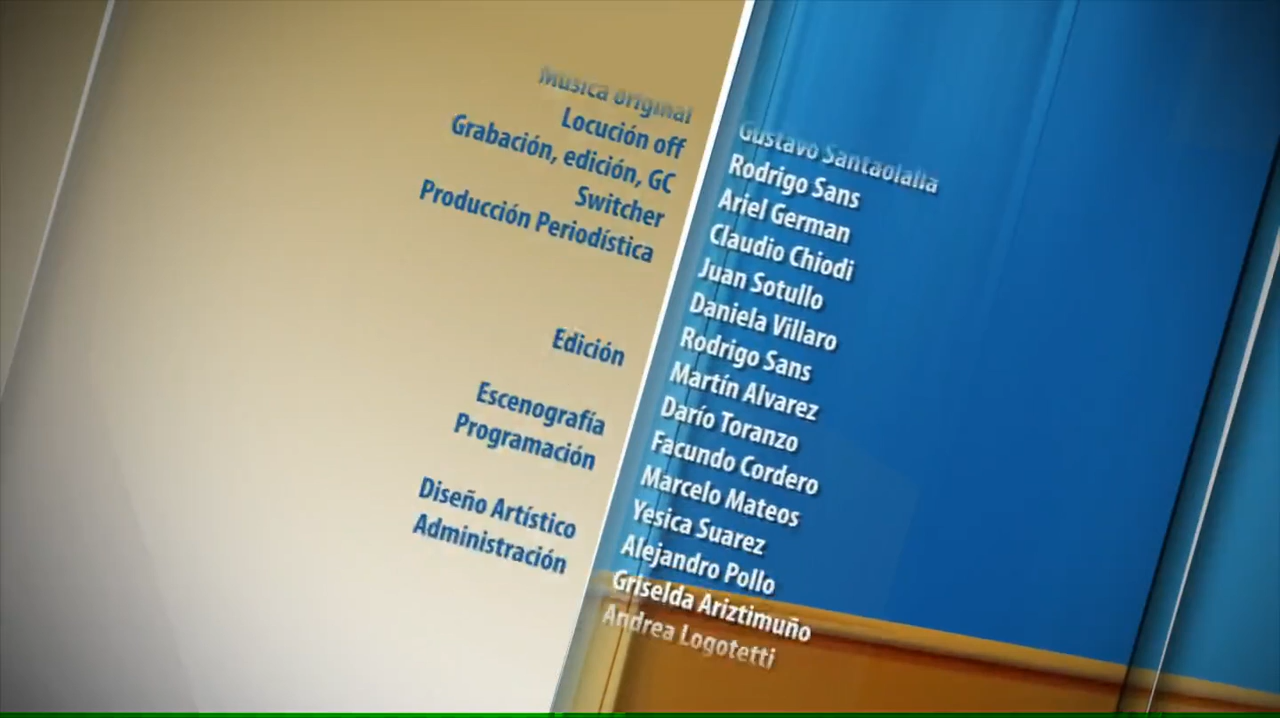 Música original Gustavo Santaolalla
Locución off Rodrigo Sans
Grabación, edición, GC Ariel German
Switcher Claudio Chiodi
Producción Periodística Juan Sotullo
Daniela Villaro
Rodrigo Sans
Edición Martín Alvarez
Darío Toranzo
Escenografía Facundo Cordero
Programación Marcelo Mateos
Yesica Suarez
Diseño Artístico Alejandro Pollo
Administración Griselda Ariztimuño
Andrea Logotetti